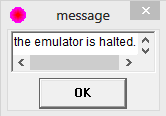 message
the emulator is halted.
OK